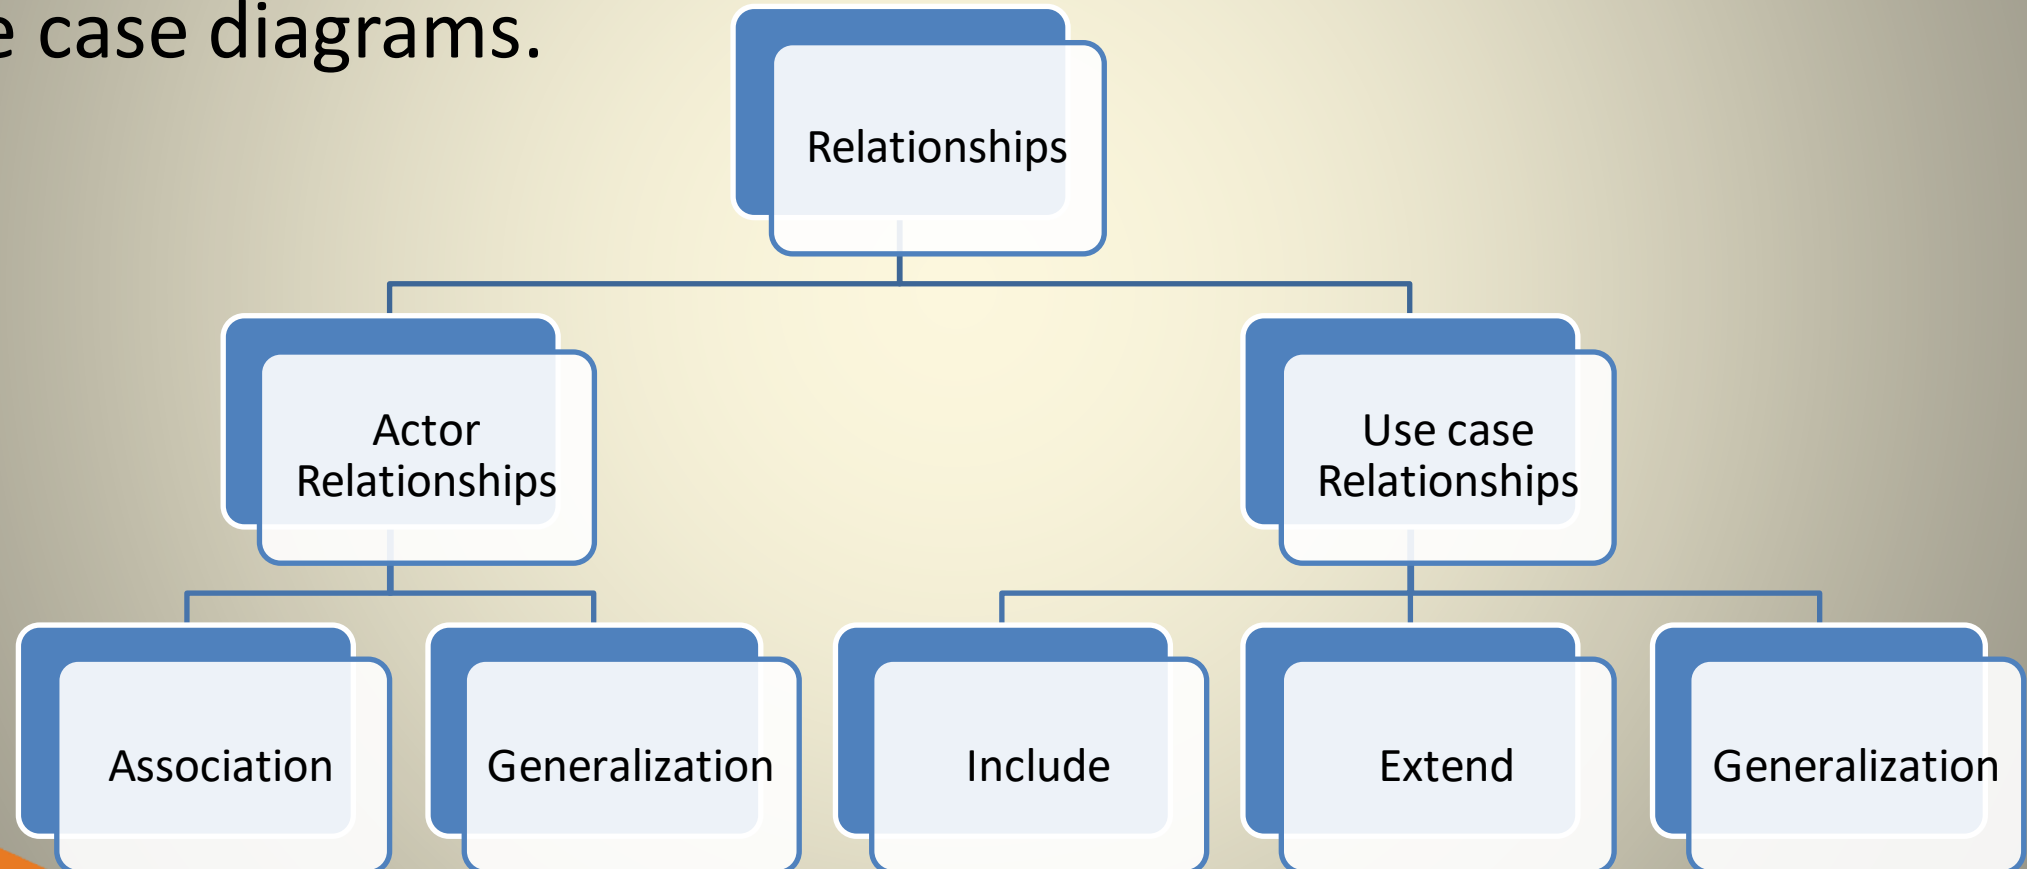 e case diagrams.
Relationships
Actor
Relationships
Use case
Relationships
Association
Generalization
Include
Extend
Generalization